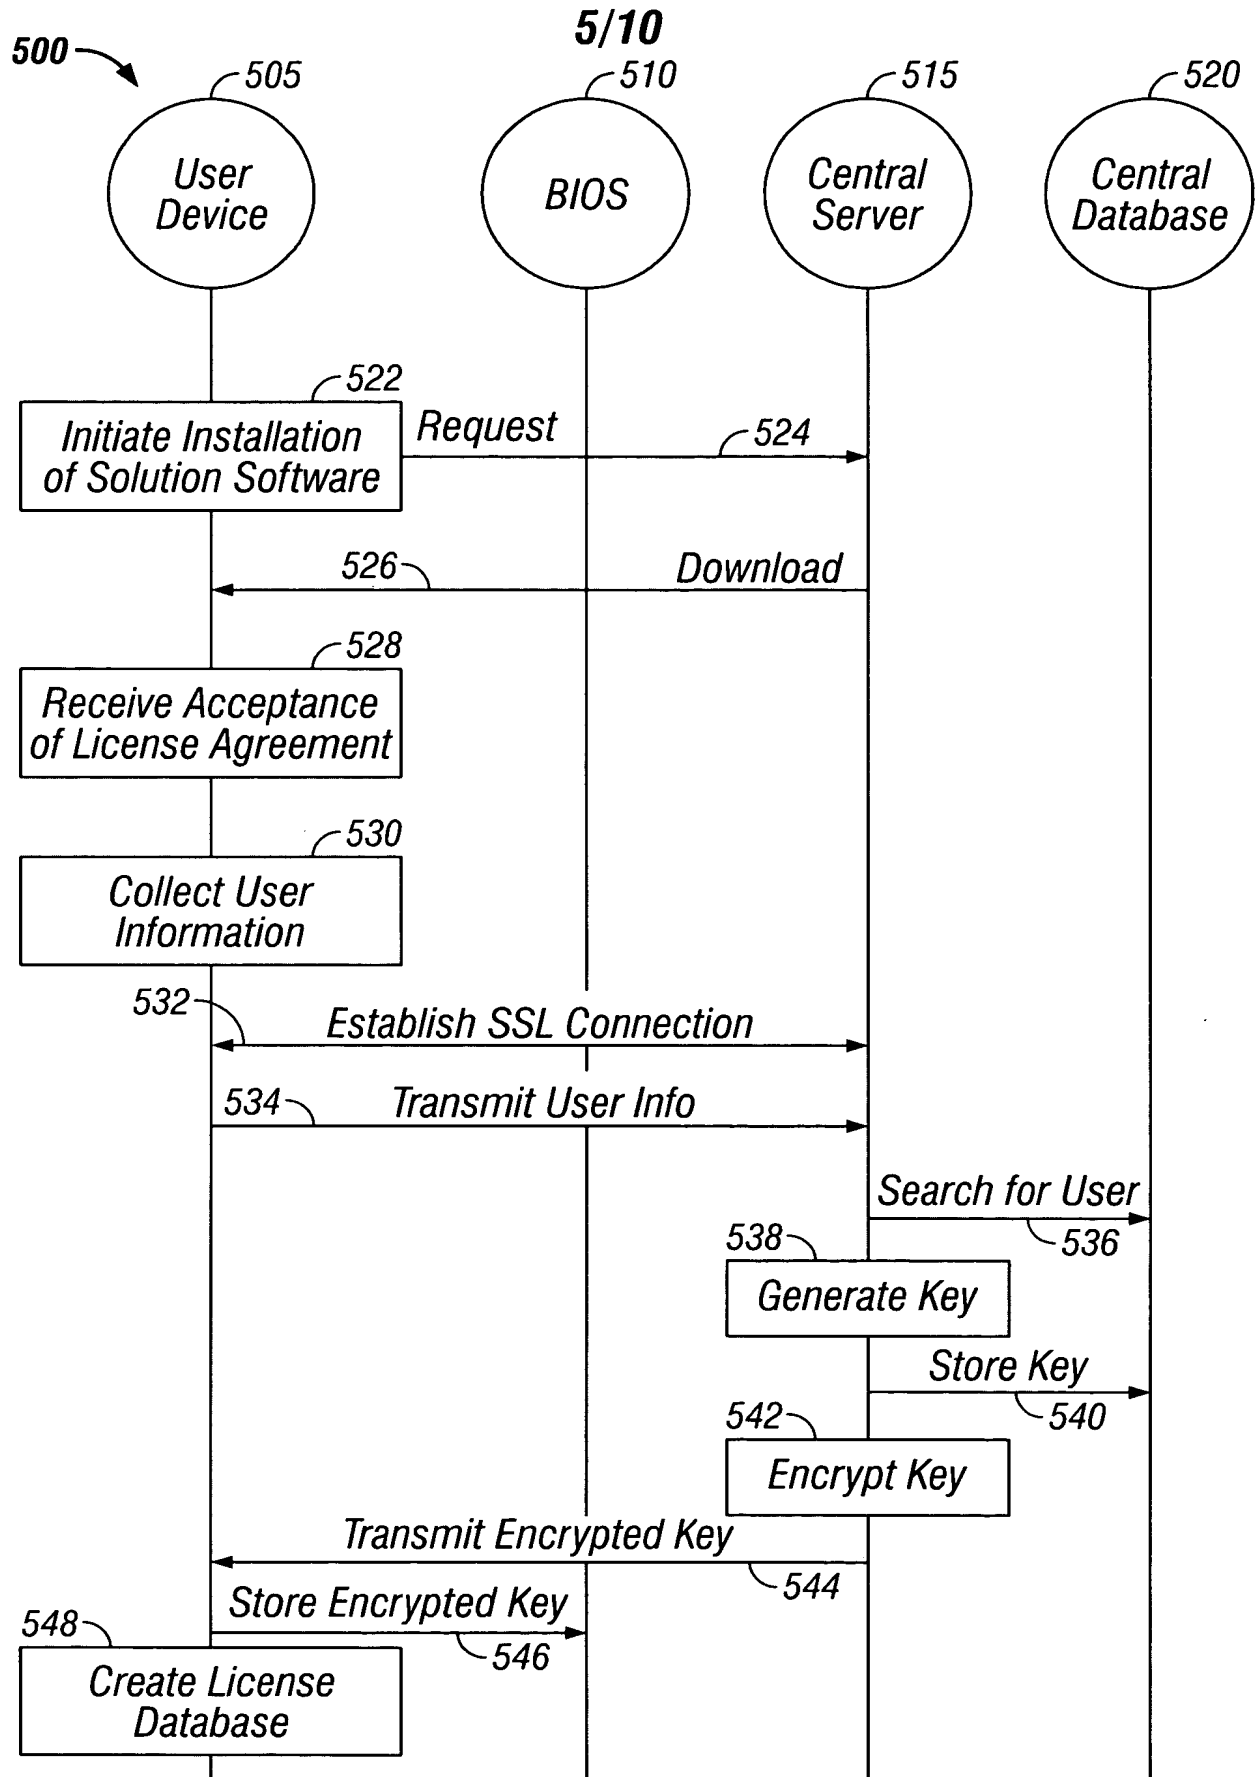 5/10
500
505
510
515
520
User
Device
BIOS
Central
Server
Central
Database
522
Initiate Installation
of Solution Software
Request
524
526
Download
528
Receive Acceptance
of License Agreement
530
Collect User
Information
532
Establish SSL Connection
534
Transmit User Info
Search for User
536
538
Generate Key
Store Key
540
542
Encrypt Key
Transmit Encrypted Key
544
Store Encrypted Key
546
548
Create License
Database